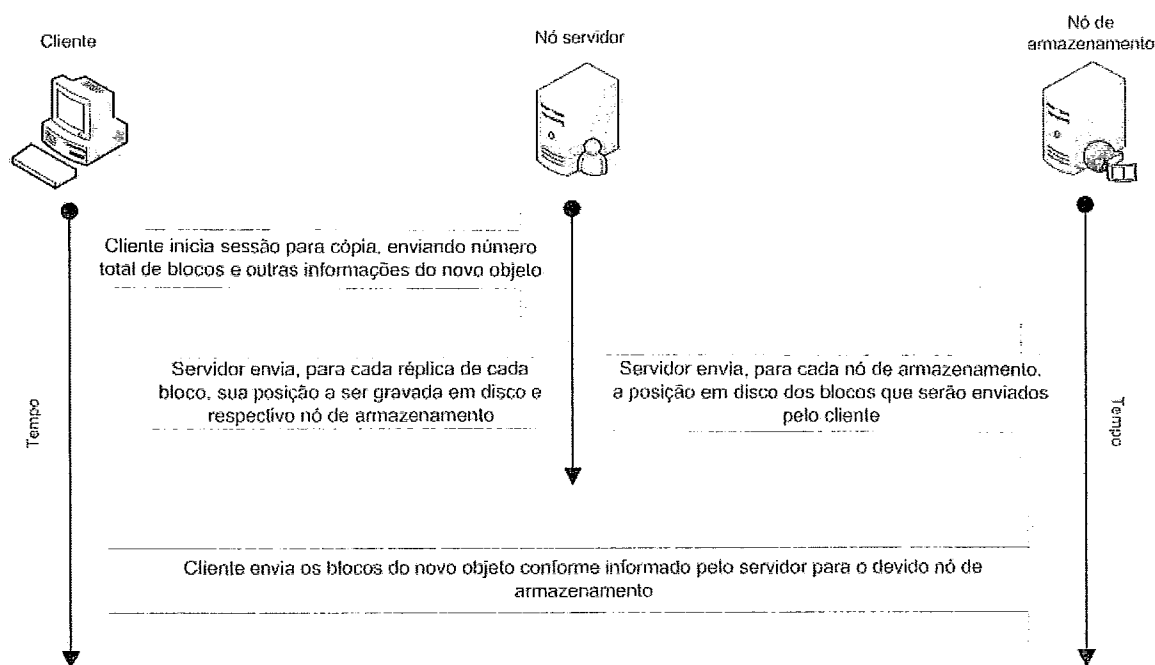 Cliente
Nó servidor
Nó de
armazenamento
Cliente inicia sessão para cópia, enviando número
total de blocos e outras informações do novo objeto
Servidor envia, para cada réplica de cada
bloco, sua posição a ser gravada em disco e
respectivo nó de armazenamento
Servidor envia, para cada nó de armazenamento,
a posição em disco dos blocos que serão enviados
pelo cliente
Tempo
Tempo
Cliente envia os blocos do novo objeto conforme informado pelo servidor para o devido nó de
armazenamento